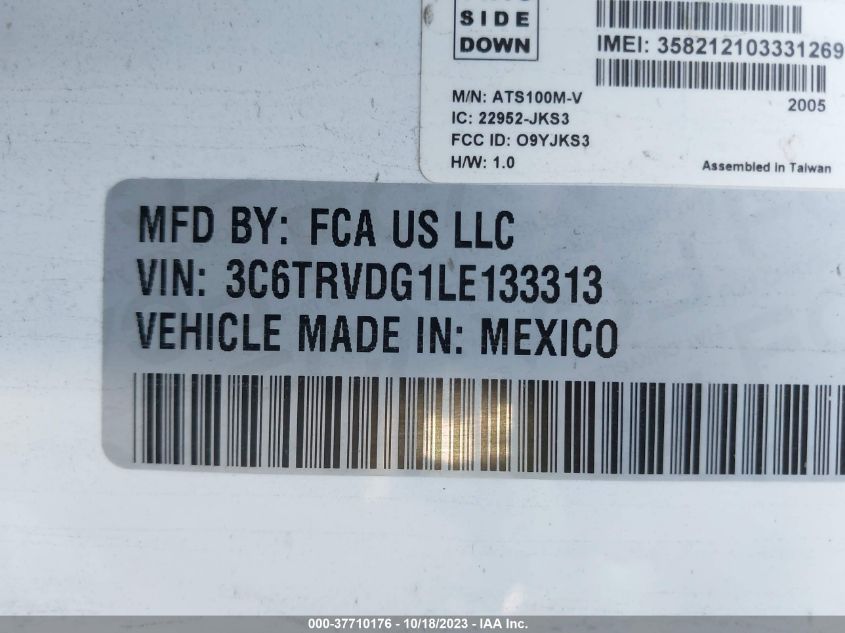 SIDE
DOWN
IMEI: 358212103331269
M/N: ATS100M-V
2005
IC: 22952-JKS3
FCC ID: O9YJKS3
H/W: 1.0
Assembled in Taiwan
MFD BY: FCA US LLC
VIN: 3C6TRVDG1LE133313
VEHICLE MADE IN: MEXICO
000-37710176 - 10/18/2023 - IAA Inc.